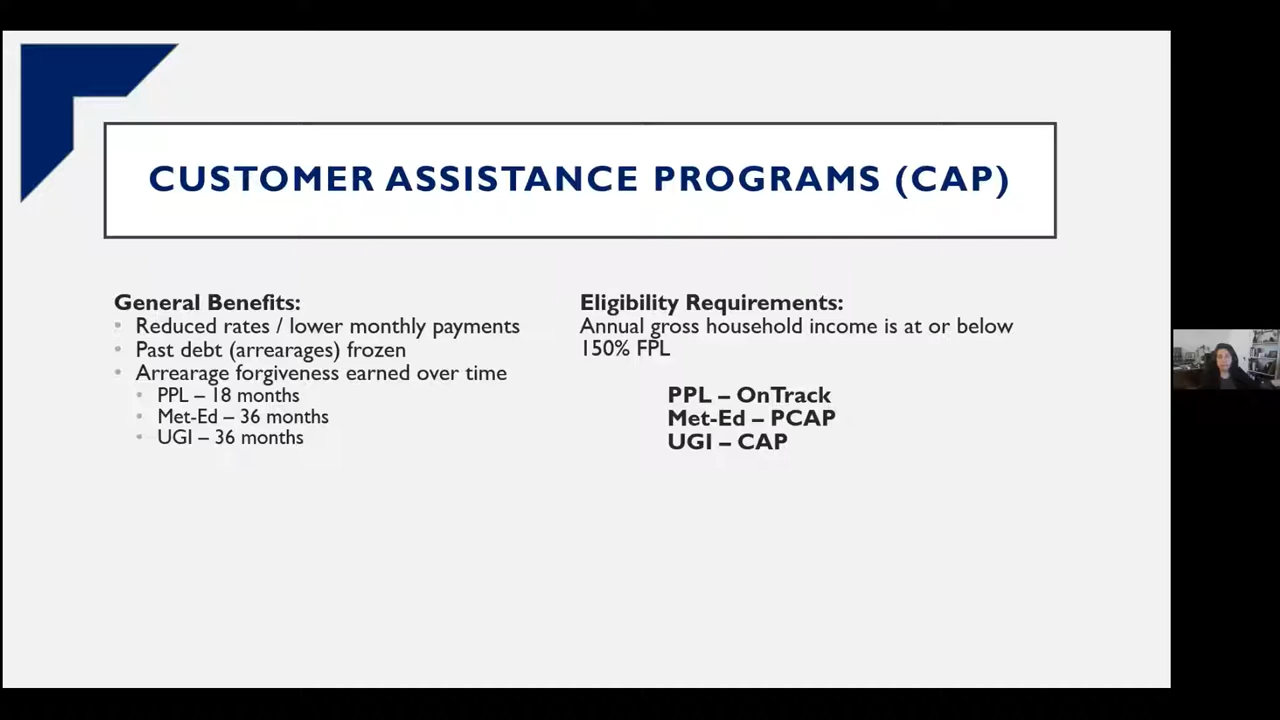 CUSTOMER ASSISTANCE PROGRAMS (CAP)
General Benefits:
Reduced rates / lower monthly payments
Past debt (arrearages) frozen
Arrearage forgiveness earned over time
PPL – 18 months
Met-Ed – 36 months
UGI – 36 months
Eligibility Requirements:
Annual gross household income is at or below
150% FPL
PPL – OnTrack
Met-Ed – PCAP
UGI – CAP